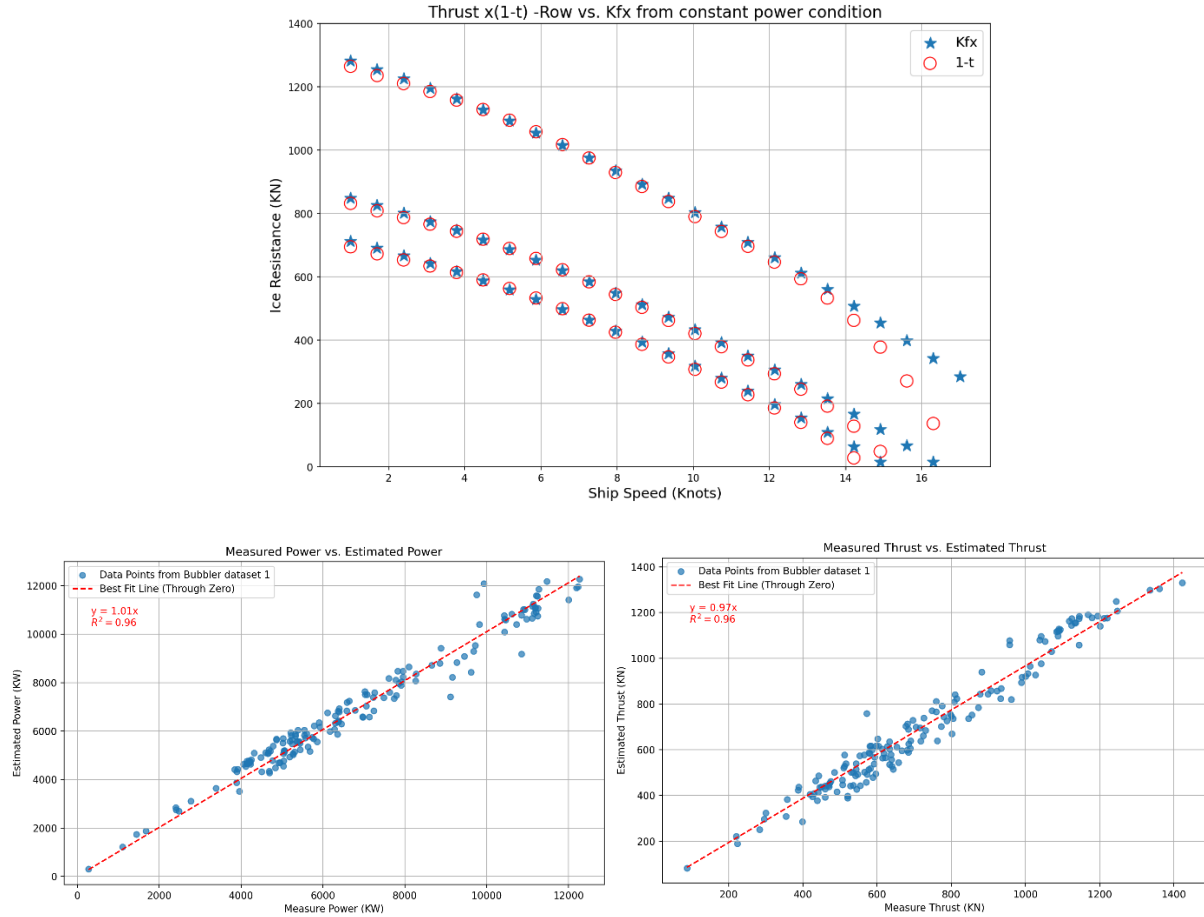 Thrust x(1-t) -Row vs. Kfx from constant power condition
1400
1200
1000
800
600
400
200
0
Ice Resistance (KN)
Kfx
1-t
2
4
6
8
10
12
14
16
Ship Speed (Knots)
Measured Power vs. Estimated Power
Data Points from Bubbler dataset 1
Best Fit Line (Through Zero)
y = 1.01x
R² = 0.96
12000
10000
8000
6000
4000
2000
0
Estimated Power (KW)
0
2000
4000
6000
8000
10000
12000
Measure Power (KW)
Measured Thrust vs. Estimated Thrust
Data Points from Bubbler dataset 1
Best Fit Line (Through Zero)
y = 0.97x
R² = 0.96
1400
1200
1000
800
600
400
200
Estimated Thrust (KN)
200
400
600
800
1000
1200
1400
Measure Thrust (KN)